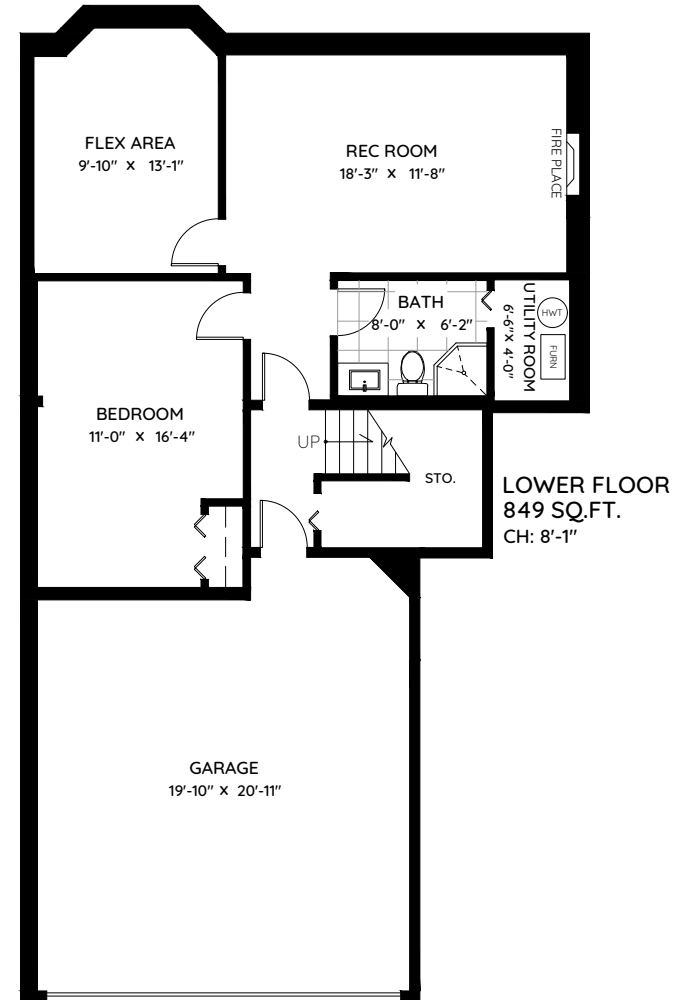 FLEX AREA
9'-10" X 13'-1"
REC ROOM
18'-3" X 11'-8"
FIRE PLACE
BATH
8'-0" X 6'-2"
UTILITY ROOM
6'-6"X 4'-0"
HWT
FURN
BEDROOM
11'-0" X 16'-4"
UP
STO.
LOWER FLOOR
849 SQ.FT.
CH: 8'-1"
GARAGE
19'-10" X 20'-11"